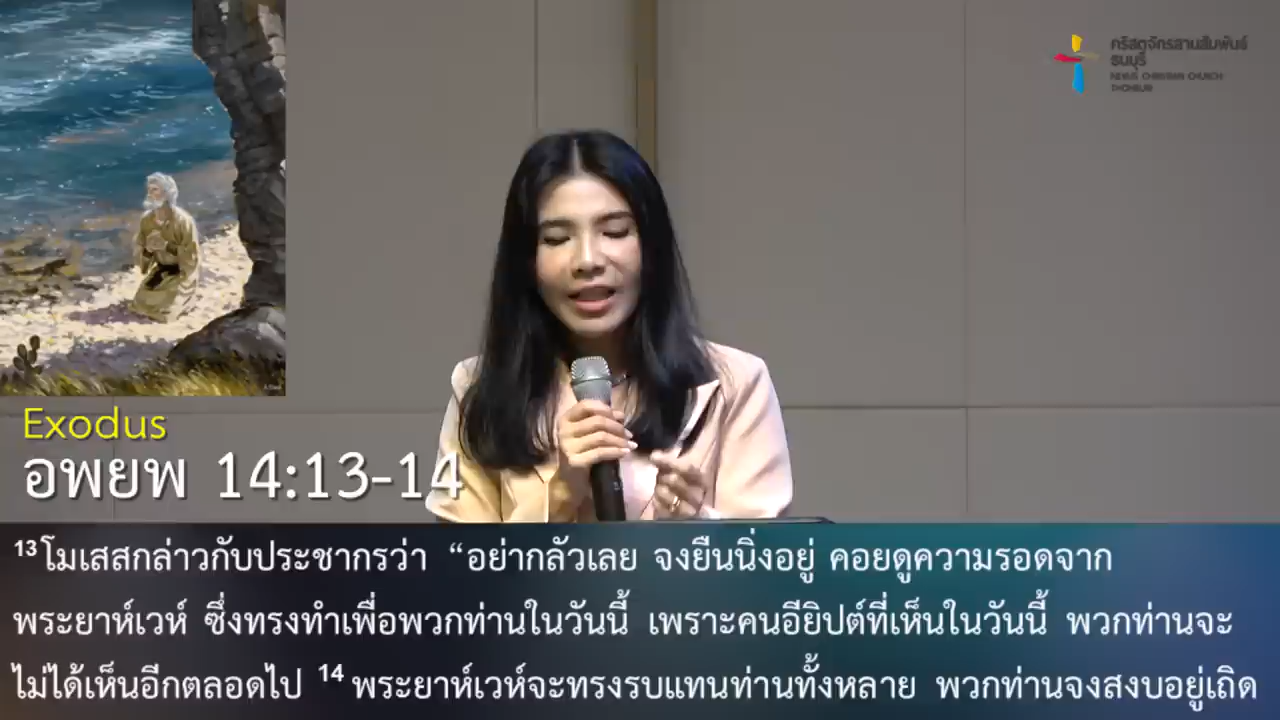 คริสตจักรสานสัมพันธ์
ธนบุรี
NEXUS CHRISTIAN CHURCH
THONBURI
Exodus
อพยพ 14:13-14
13 โมเสสกล่าวกับประชากรว่า “อย่ากลัวเลย จงยืนนิ่งอยู่ คอยดูความรอดจาก
พระยาห์เวห์ ซึ่งทรงทำเพื่อพวกท่านในวันนี้ เพราะคนอียิปต์ที่เห็นในวันนี้ พวกท่านจะ
ไม่ได้เห็นอีกตลอดไป 14 พระยาห์เวห์จะทรงรบแทนท่านทั้งหลาย พวกท่านจงสงบอยู่เถิด